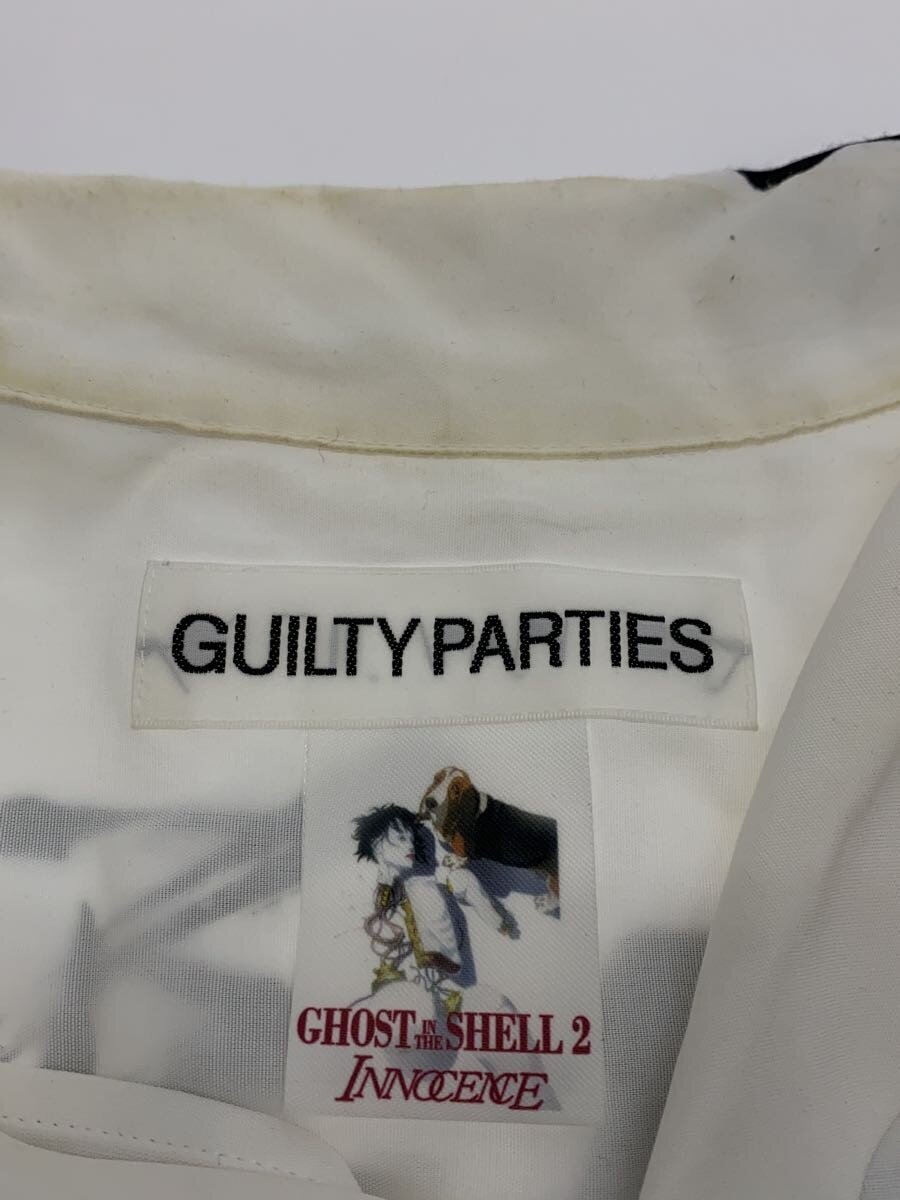 GUILTY PARTIES
GHOST IN THE SHELL 2
INNOCENCE